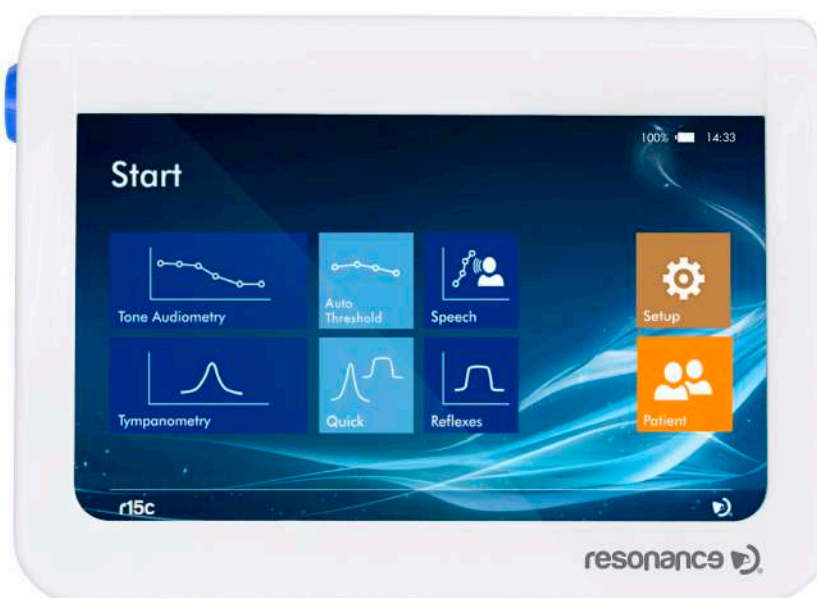 100% 14:33
Start
Tone Audiometry
Auto
Threshold
Speech
Setup
Tympanometry
Quick
Reflexes
Patient
r15c
resonance